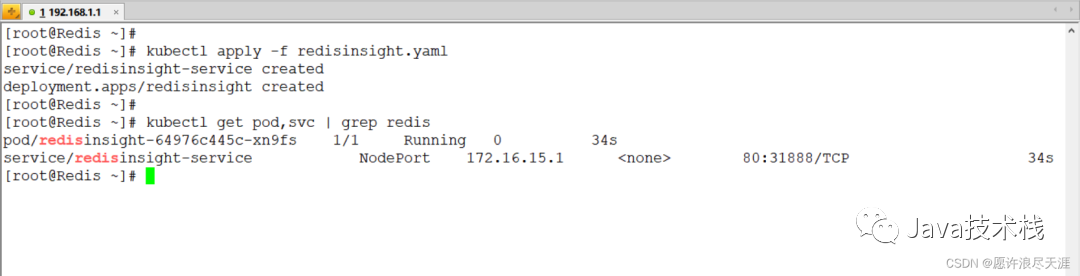 1 192.168.1.1 ×
[root@Redis ~]#
[root@Redis ~]# kubectl apply -f redisinsight.yaml
service/redisinsight-service created
deployment.apps/redisinsight created
[root@Redis ~]#
[root@Redis ~]# kubectl get pod,svc | grep redis
pod/redisinsight-64976c445c-xn9fs 1/1 Running 0 34s
service/redisinsight-service NodePort 172.16.15.1 <none> 80:31888/TCP 34s
[root@Redis ~]#
Java技术栈
CSDN @愿许浪尽天涯